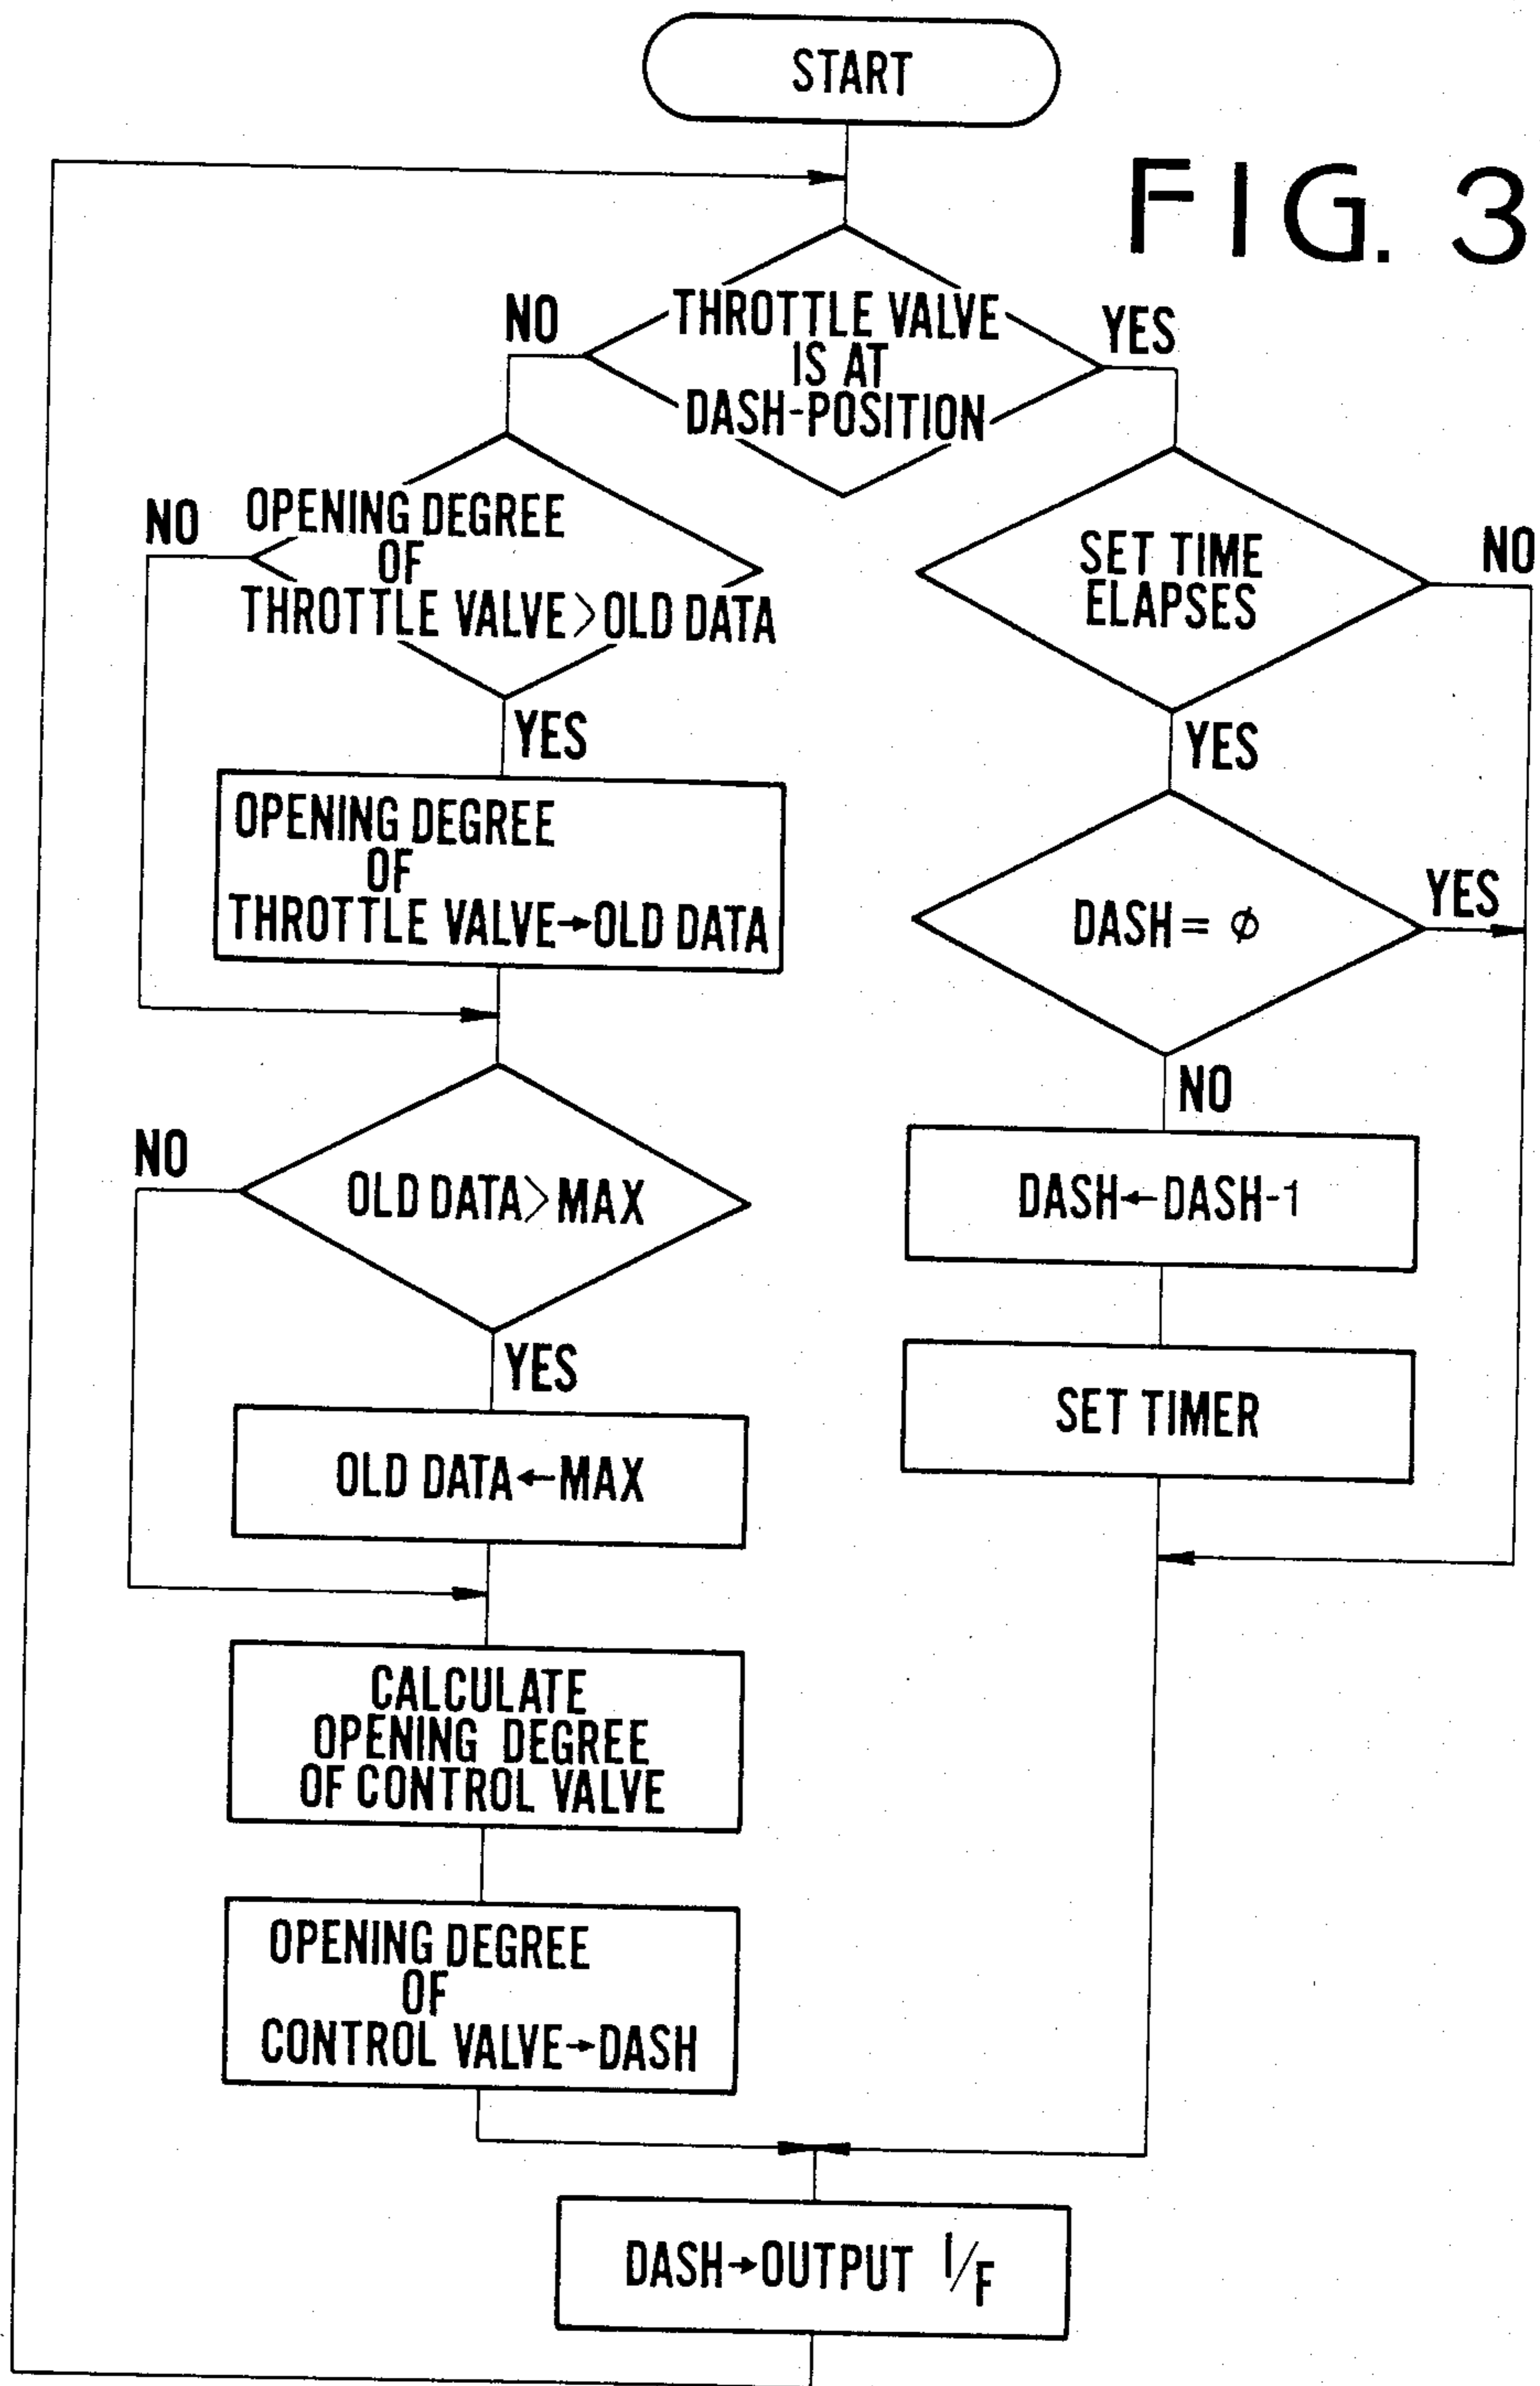 START
FIG. 3
THROTTLE VALVE
IS AT
DASH-POSITION
NO
YES
OPENING DEGREE
OF
THROTTLE VALVE>OLD DATA
NO
YES
SET TIME
ELAPSES
NO
YES
OPENING DEGREE
OF
THROTTLE VALVE→OLD DATA
DASH = ϕ
YES
NO
OLD DATA>MAX
NO
YES
DASH←DASH-1
SET TIMER
OLD DATA←MAX
CALCULATE
OPENING DEGREE
OF CONTROL VALVE
OPENING DEGREE
OF
CONTROL VALVE→DASH
DASH→OUTPUT I/F